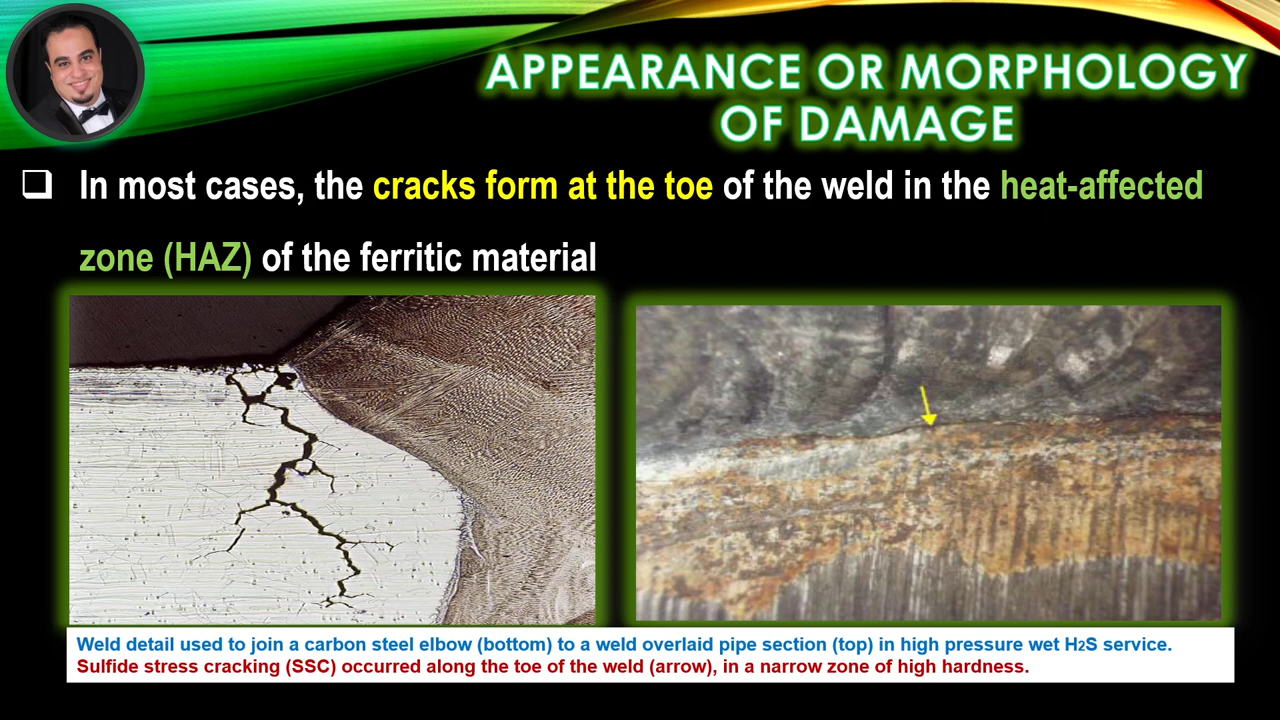 APPEARANCE OR MORPHOLOGY
OF DAMAGE
❑ In most cases, the cracks form at the toe of the weld in the heat-affected
zone (HAZ) of the ferritic material
Weld detail used to join a carbon steel elbow (bottom) to a weld overlaid pipe section (top) in high pressure wet H2S service.
Sulfide stress cracking (SSC) occurred along the toe of the weld (arrow), in a narrow zone of high hardness.